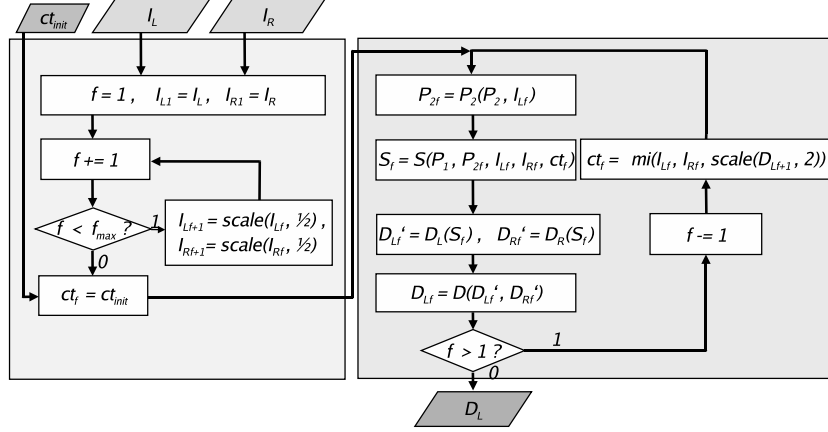 ct_init
I_L
I_R
f = 1 ,   I_L1 = I_L,   I_R1 = I_R
f += 1
f < f_max ?
1
0
I_Lf+1 = scale(I_Lf, ½) ,
I_Rf+1 = scale(I_Rf, ½)
ct_f = ct_init
P_2f = P_2(P_2, I_Lf)
S_f = S(P_1, P_2f, I_Lf, I_Rf, ct_f)
D_Lf‘ = D_L(S_f) ,   D_Rf‘ = D_R(S_f)
D_Lf = D(D_Lf‘, D_Rf‘)
f > 1 ?
1
0
f -= 1
ct_f =  mi(I_Lf, I_Rf, scale(D_Lf+1, 2))
D_L